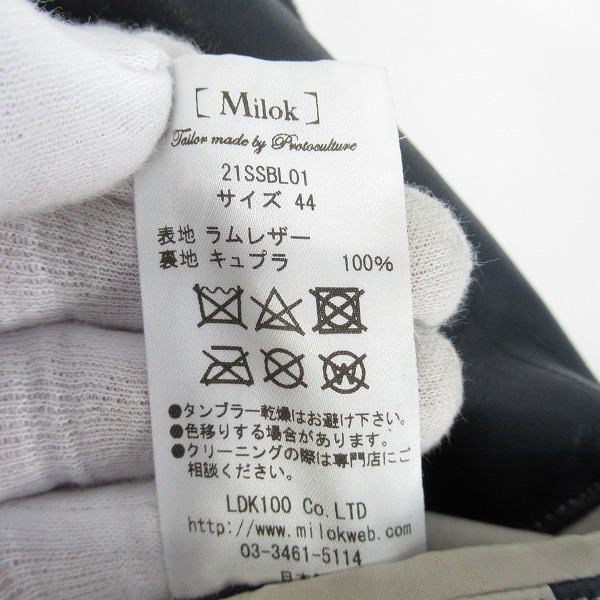 [ Milok ]
Tailor made by Protoculture
21SSBL01
サイズ 44
表地 ラムレザー
裏地 キュプラ 100%
●タンブラー乾燥はお避け下さい。
●色移りする場合があります。
●クリーニングの際は専門店にご
相談ください。
LDK100 Co.LTD
http://www.milokweb.com
03-3461-5114